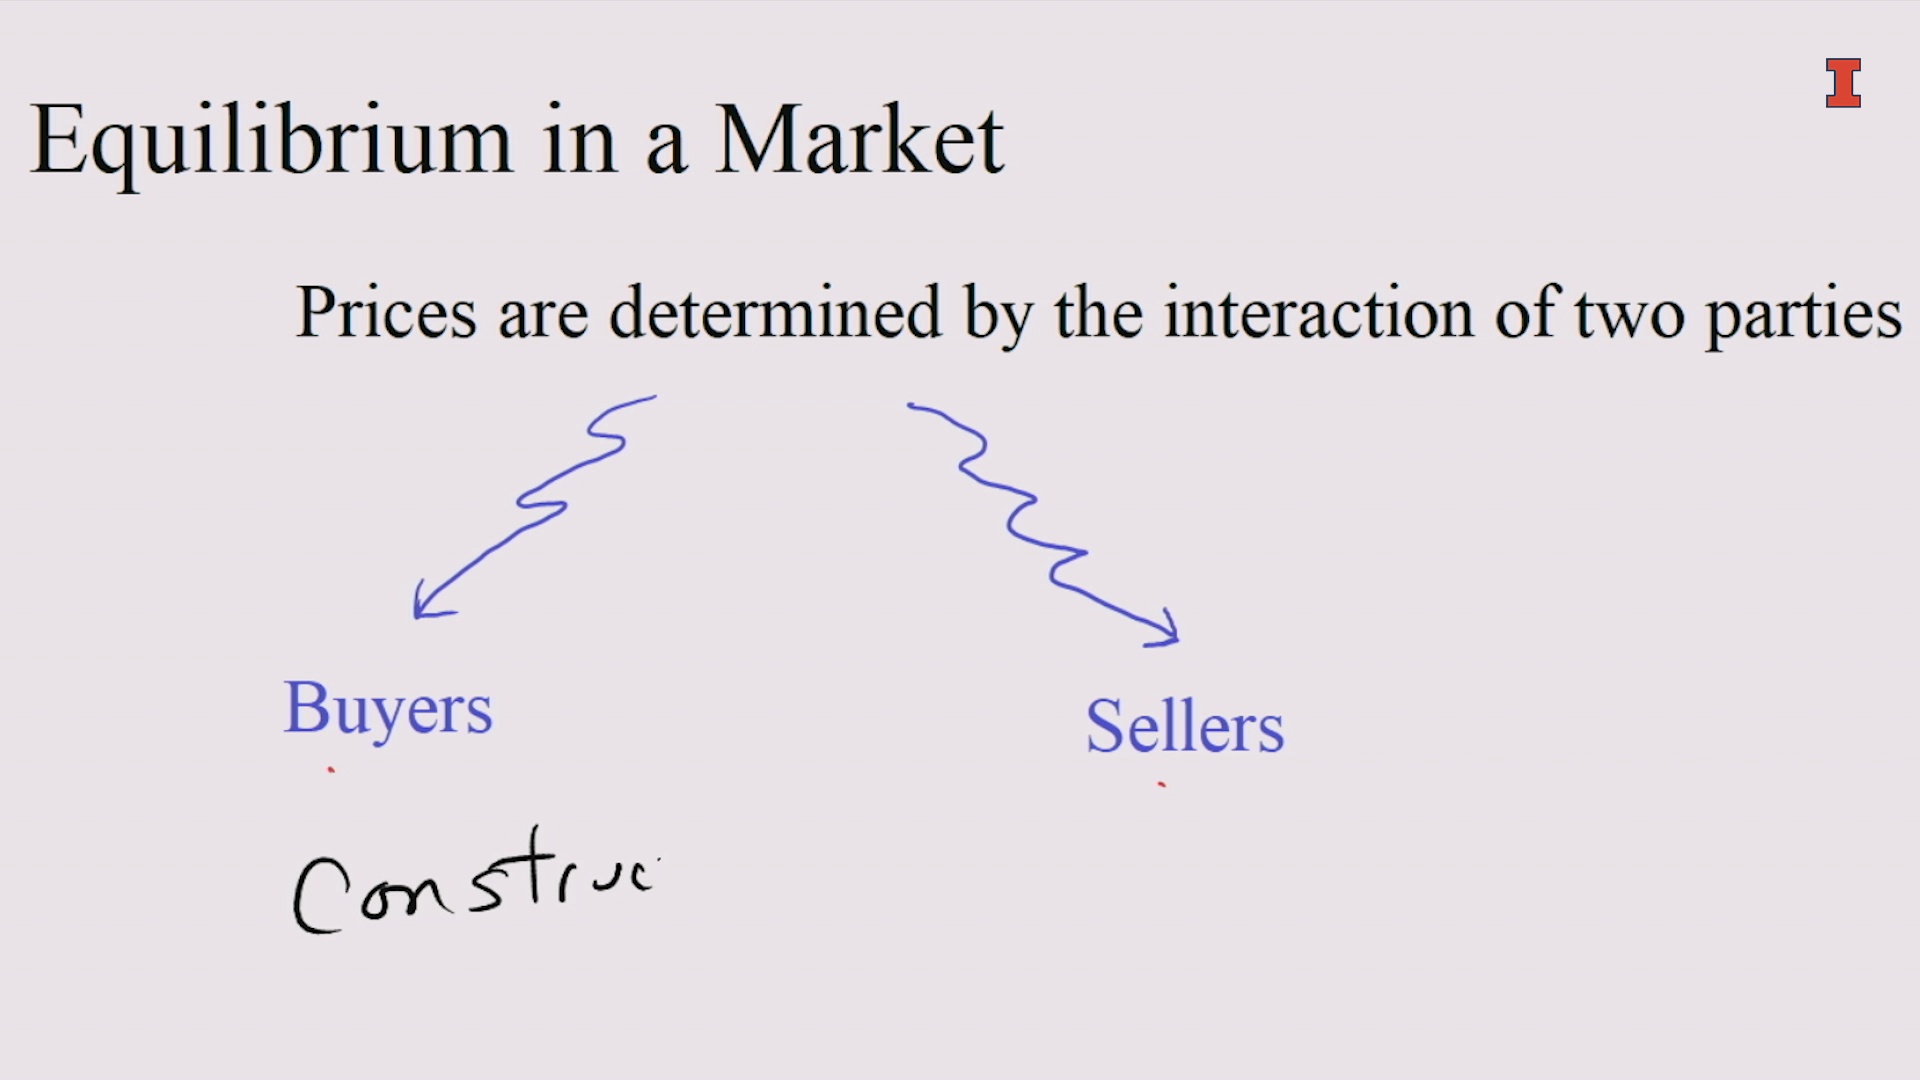 I
Equilibrium in a Market
Prices are determined by the interaction of two parties
Buyers
Sellers
Construc